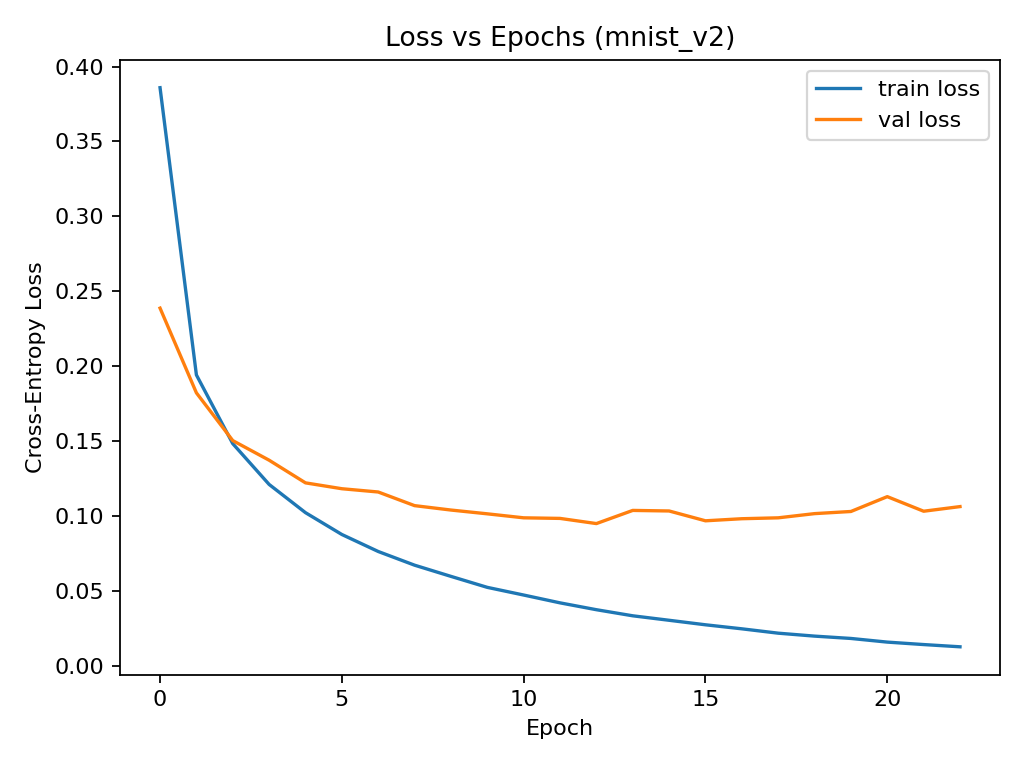 Loss vs Epochs (mnist_v2)
train loss
val loss
Cross-Entropy Loss
0.40
0.35
0.30
0.25
0.20
0.15
0.10
0.05
0.00
0 5 10 15 20
Epoch